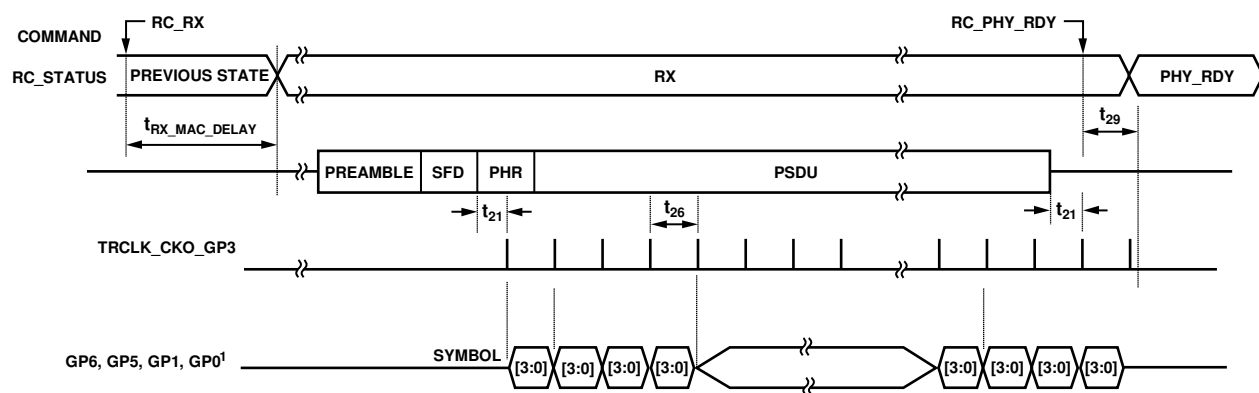 RC_RX
RC_PHY_RDY
COMMAND
RC_STATUS
PREVIOUS STATE
RX
PHY_RDY
tRX_MAC_DELAY
t29
PREAMBLE
SFD
PHR
PSDU
t21
t26
t21
TRCLK_CKO_GP3
GP6, GP5, GP1, GP0¹
SYMBOL
[3:0]
[3:0]
[3:0]
[3:0]
[3:0]
[3:0]
[3:0]
[3:0]